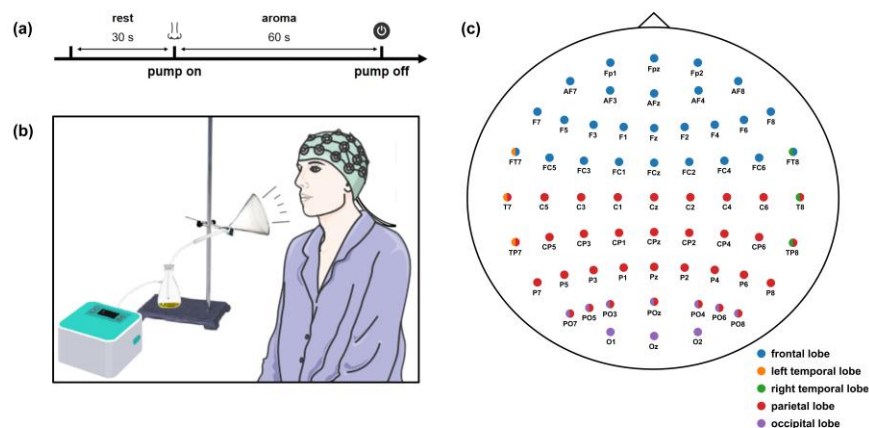 (a)
rest
aroma
30 s
60 s
pump on
pump off
(b)
(c)
Fp1 Fpz Fp2
AF7 AF3 AFz AF4 AF8
F7 F5 F3 F1 Fz F2 F4 F6 F8
FT7 FC5 FC3 FC1 FCz FC2 FC4 FC6 FT8
T7 C5 C3 C1 Cz C2 C4 C6 T8
TP7 CP5 CP3 CP1 CPz CP2 CP4 CP6 TP8
P7 P5 P3 P1 Pz P2 P4 P6 P8
PO7 PO5 PO3 POz PO4 PO6 PO8
O1 Oz O2
frontal lobe
left temporal lobe
right temporal lobe
parietal lobe
occipital lobe